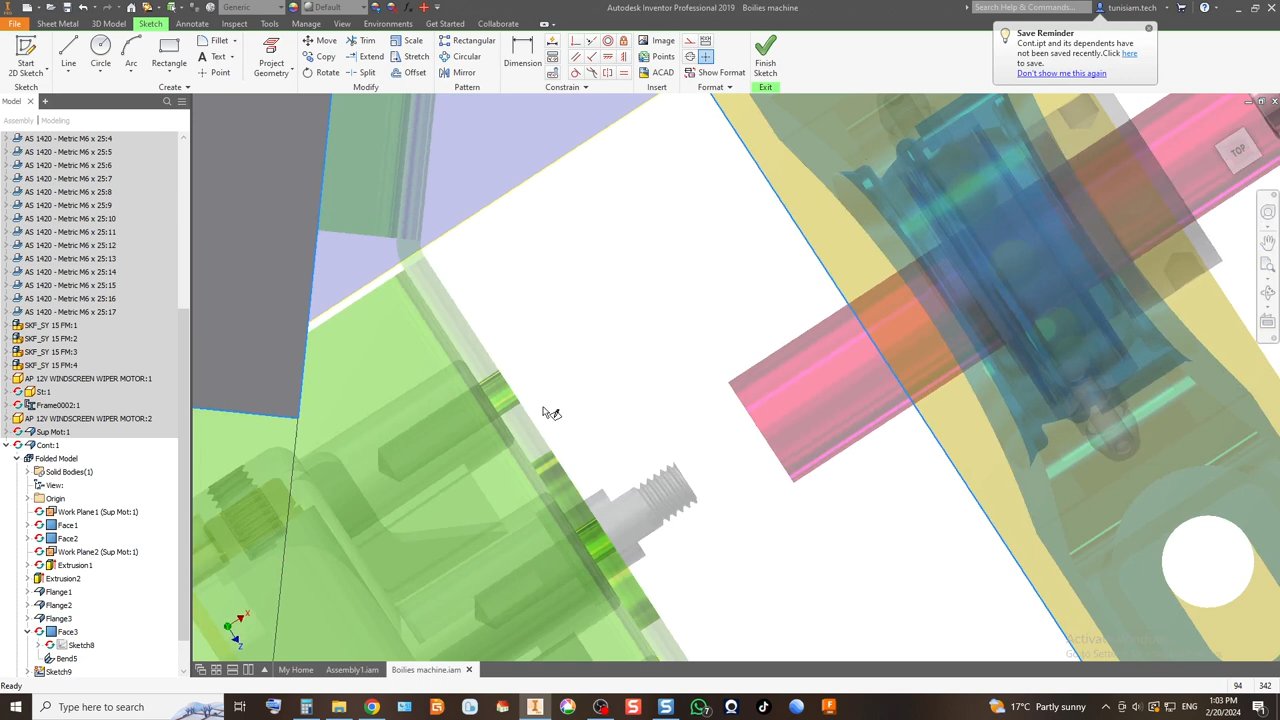 Generic
Default
Autodesk Inventor Professional 2019 Boilies machine
Search Help & Commands...
tunisiam.tech
File
Sheet Metal
3D Model
Sketch
Annotate
Inspect
Tools
Manage
View
Environments
Get Started
Collaborate
Start
2D Sketch
Line
Circle
Arc
Rectangle
Fillet
Text
Point
Project
Geometry
Move
Copy
Rotate
Trim
Extend
Split
Scale
Stretch
Offset
Rectangular
Circular
Mirror
Dimension
Image
Points
ACAD
Show Format
Finish
Sketch
Sketch
Create
Modify
Pattern
Constrain
Insert
Format
Exit
Save Reminder
Cont.ipt and its dependents have
not been saved recently.Click here
to save.
Don't show me this again
Model
Assembly | Modeling
AS 1420 - Metric M6 x 25:4
AS 1420 - Metric M6 x 25:5
AS 1420 - Metric M6 x 25:6
AS 1420 - Metric M6 x 25:7
AS 1420 - Metric M6 x 25:8
AS 1420 - Metric M6 x 25:9
AS 1420 - Metric M6 x 25:10
AS 1420 - Metric M6 x 25:11
AS 1420 - Metric M6 x 25:12
AS 1420 - Metric M6 x 25:13
AS 1420 - Metric M6 x 25:14
AS 1420 - Metric M6 x 25:15
AS 1420 - Metric M6 x 25:16
AS 1420 - Metric M6 x 25:17
SKF_SY 15 FM:1
SKF_SY 15 FM:2
SKF_SY 15 FM:3
SKF_SY 15 FM:4
AP 12V WINDSCREEN WIPER MOTOR:1
St:1
Frame0002:1
AP 12V WINDSCREEN WIPER MOTOR:2
Sup Mot:1
Cont:1
Folded Model
Solid Bodies(1)
View:
Origin
Work Plane1 (Sup Mot:1)
Face1
Face2
Work Plane2 (Sup Mot:1)
Extrusion1
Extrusion2
Flange1
Flange2
Flange3
Face3
Sketch8
Bend5
Sketch9
TOP
X
Z
My Home
Assembly1.iam
Boilies machine.iam
Ready
94
342
Type here to search
17°C Partly sunny
1:03 PM
2/20/2024